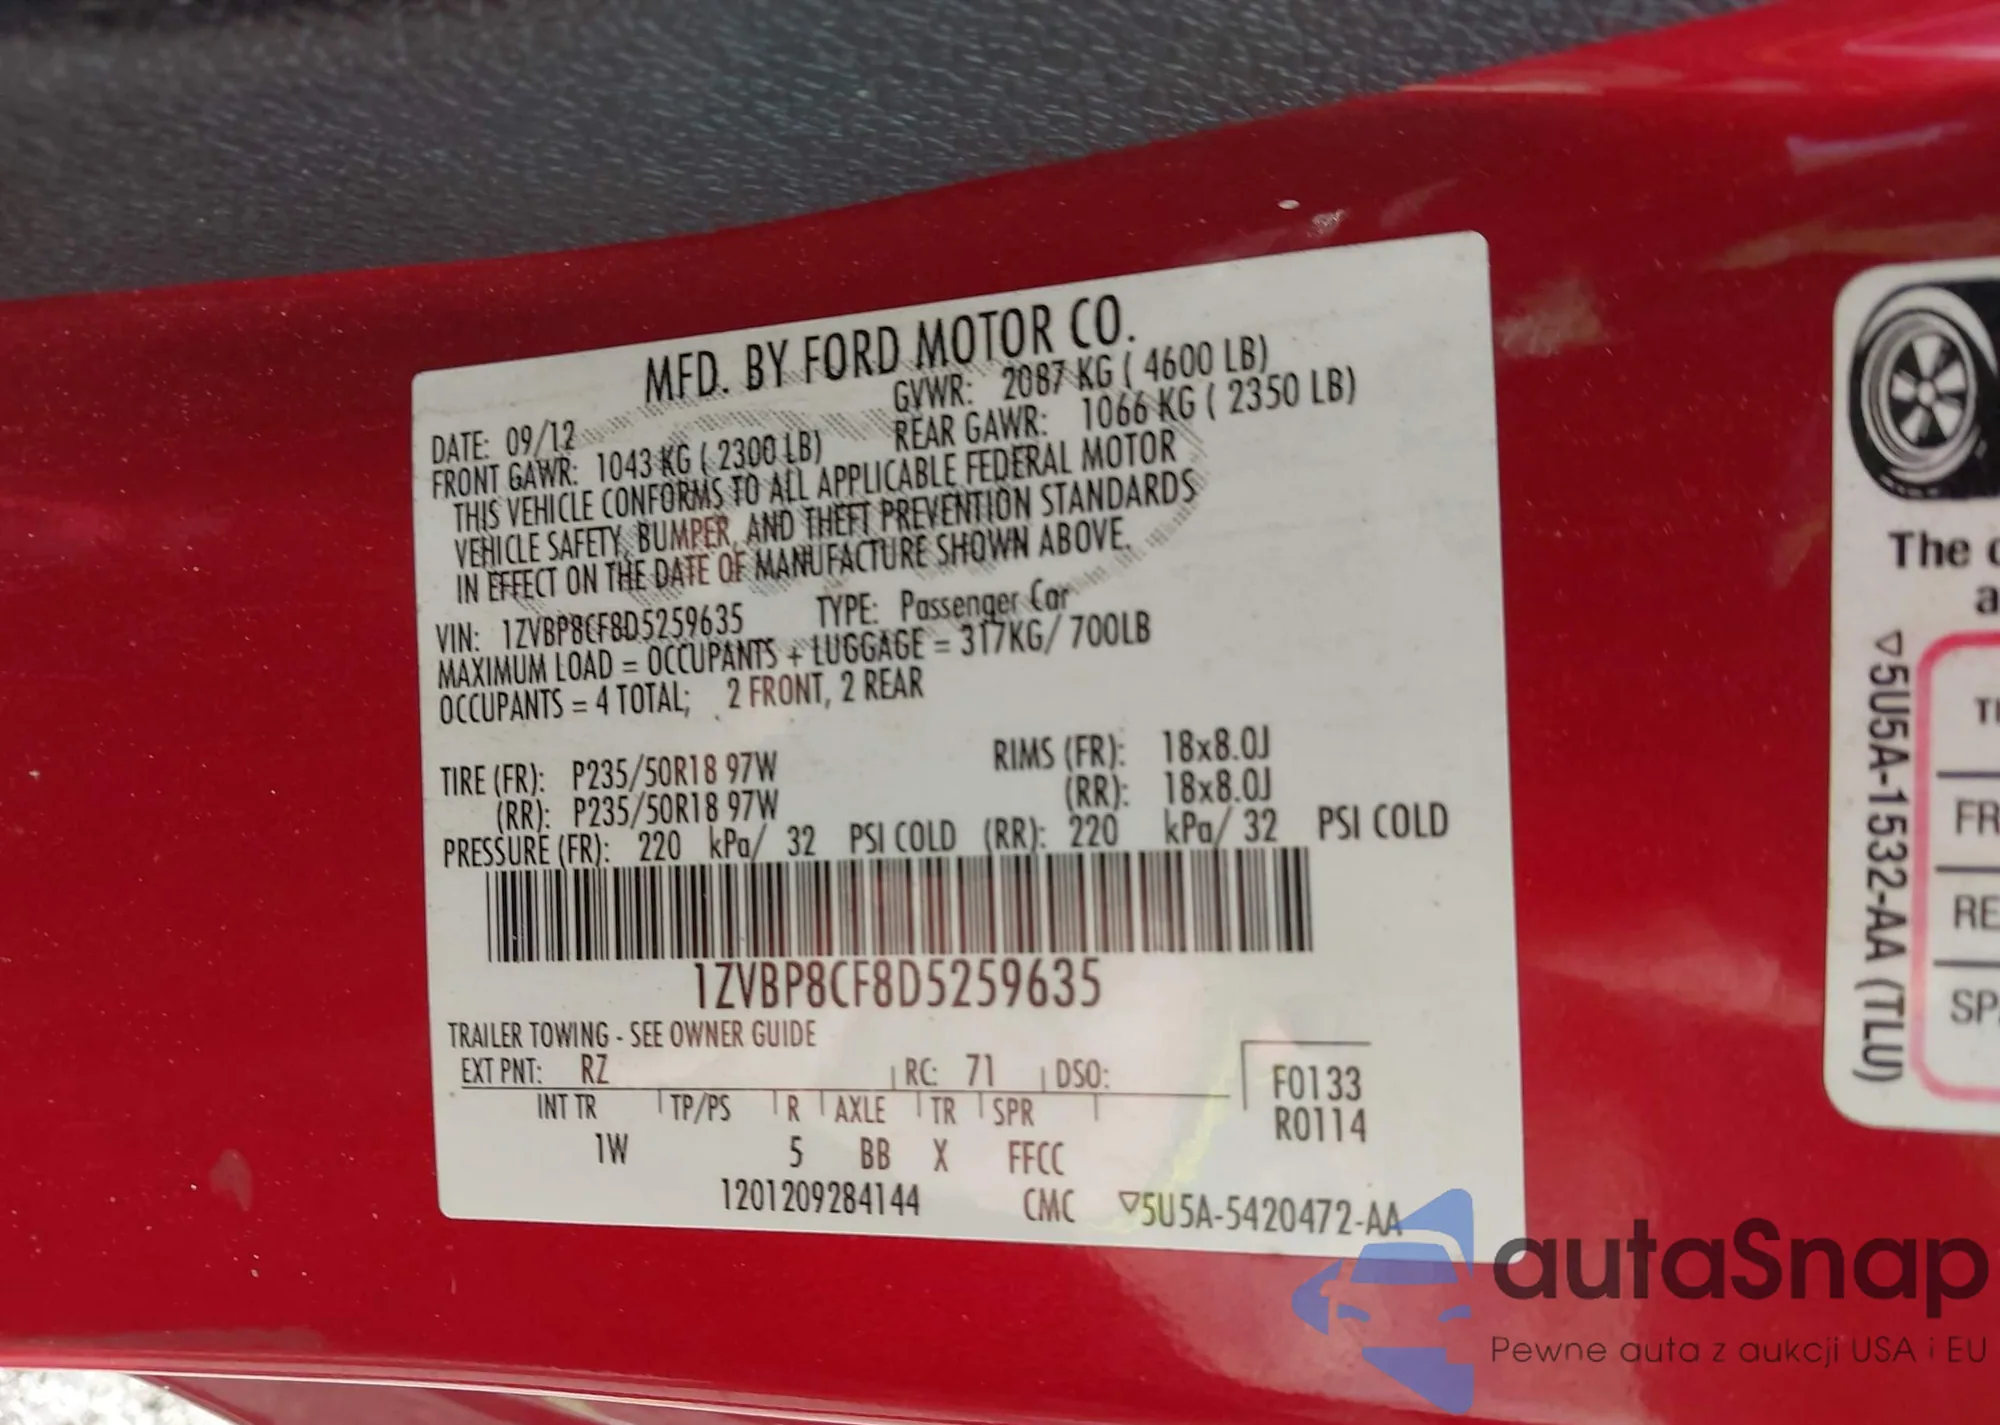 MFD. BY FORD MOTOR CO.
DATE: 09/12 GVWR: 2087 KG ( 4600 LB)
FRONT GAWR: 1043 KG ( 2300 LB) REAR GAWR: 1066 KG ( 2350 LB)
THIS VEHICLE CONFORMS TO ALL APPLICABLE FEDERAL MOTOR
VEHICLE SAFETY, BUMPER, AND THEFT PREVENTION STANDARDS
IN EFFECT ON THE DATE OF MANUFACTURE SHOWN ABOVE.
VIN: 1ZVBP8CF8D5259635 TYPE: Passenger Car
MAXIMUM LOAD = OCCUPANTS + LUGGAGE = 317KG/ 700LB
OCCUPANTS = 4 TOTAL; 2 FRONT, 2 REAR
TIRE (FR): P235/50R18 97W RIMS (FR): 18x8.0J
(RR): P235/50R18 97W (RR): 18x8.0J
PRESSURE (FR): 220 kPa/ 32 PSI COLD (RR): 220 kPa/ 32 PSI COLD
1ZVBP8CF8D5259635
TRAILER TOWING - SEE OWNER GUIDE
EXT PNT: RZ RC: 71 DSO: F0133
INT TR TP/PS R AXLE TR SPR R0114
1W 5 BB X FFCC
1201209284144 CMC ▽5U5A-5420472-AA
The
▽5U5A-1532-AA (TLU)
FR
RE
SP
autaSnap
Pewne auta z aukcji USA i EU